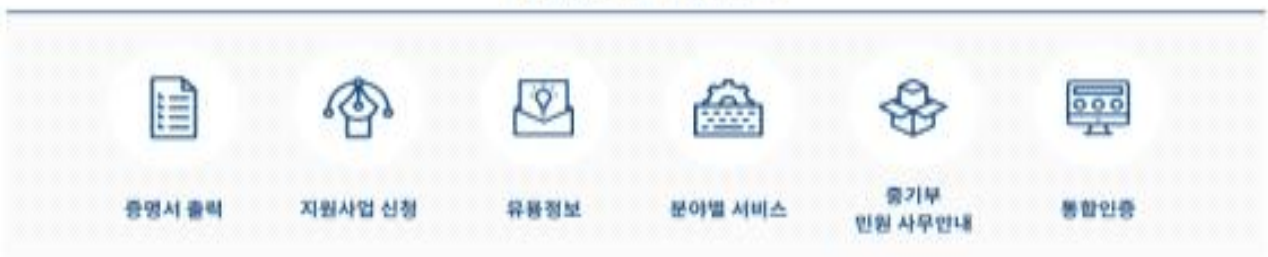 증명서 출력
지원사업 신청
유용정보
분야별 서비스
중기부
민원 사무안내
통합인증